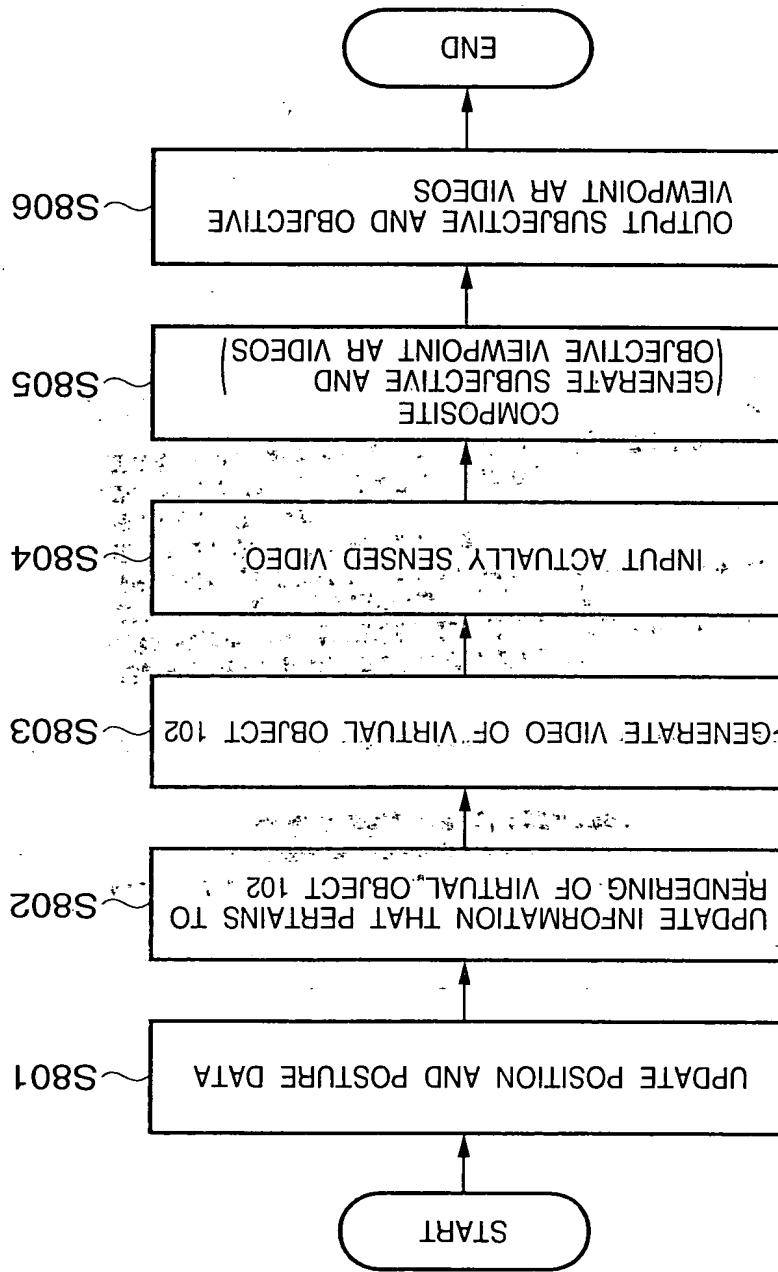 START
S801
UPDATE POSITION AND POSTURE DATA
S802
UPDATE INFORMATION THAT PERTAINS TO
RENDERING OF VIRTUAL OBJECT 102
S803
GENERATE VIDEO OF VIRTUAL OBJECT 102
S804
INPUT ACTUALLY SENSED VIDEO
S805
COMPOSITE
(GENERATE SUBJECTIVE AND
OBJECTIVE VIEWPOINT AR VIDEOS)
S806
OUTPUT SUBJECTIVE AND OBJECTIVE
VIEWPOINT AR VIDEOS
END